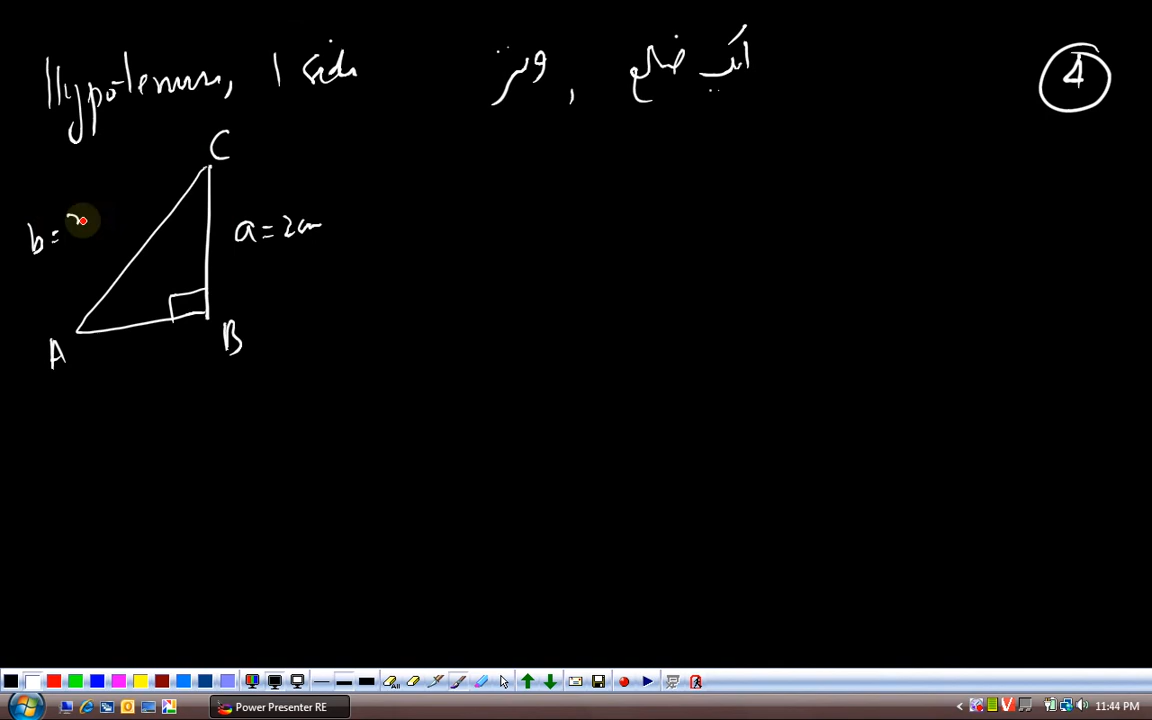 Hypotenuse, 1 side وتر , ایک ضلع 4
C
b = a = 2cm
A B
Power Presenter RE 11:44 PM